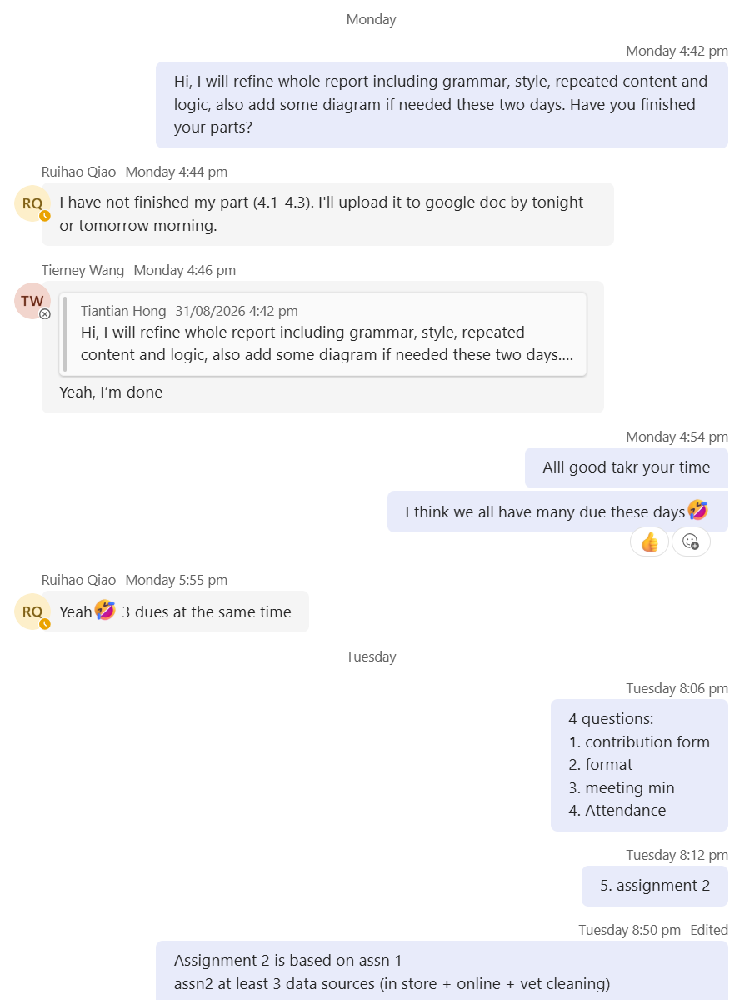 Monday
Monday 4:42 pm
Hi, I will refine whole report including grammar, style, repeated content and
logic, also add some diagram if needed these two days. Have you finished
your parts?
Ruihao Qiao Monday 4:44 pm
RQ
I have not finished my part (4.1-4.3). I'll upload it to google doc by tonight
or tomorrow morning.
Tierney Wang Monday 4:46 pm
TW
Tiantian Hong 31/08/2026 4:42 pm
Hi, I will refine whole report including grammar, style, repeated
content and logic, also add some diagram if needed these two days....
Yeah, I’m done
Monday 4:54 pm
Alll good takr your time
I think we all have many due these days🤣
Ruihao Qiao Monday 5:55 pm
RQ
Yeah🤣 3 dues at the same time
Tuesday
Tuesday 8:06 pm
4 questions:
1. contribution form
2. format
3. meeting min
4. Attendance
Tuesday 8:12 pm
5. assignment 2
Tuesday 8:50 pm Edited
Assignment 2 is based on assn 1
assn2 at least 3 data sources (in store + online + vet cleaning)